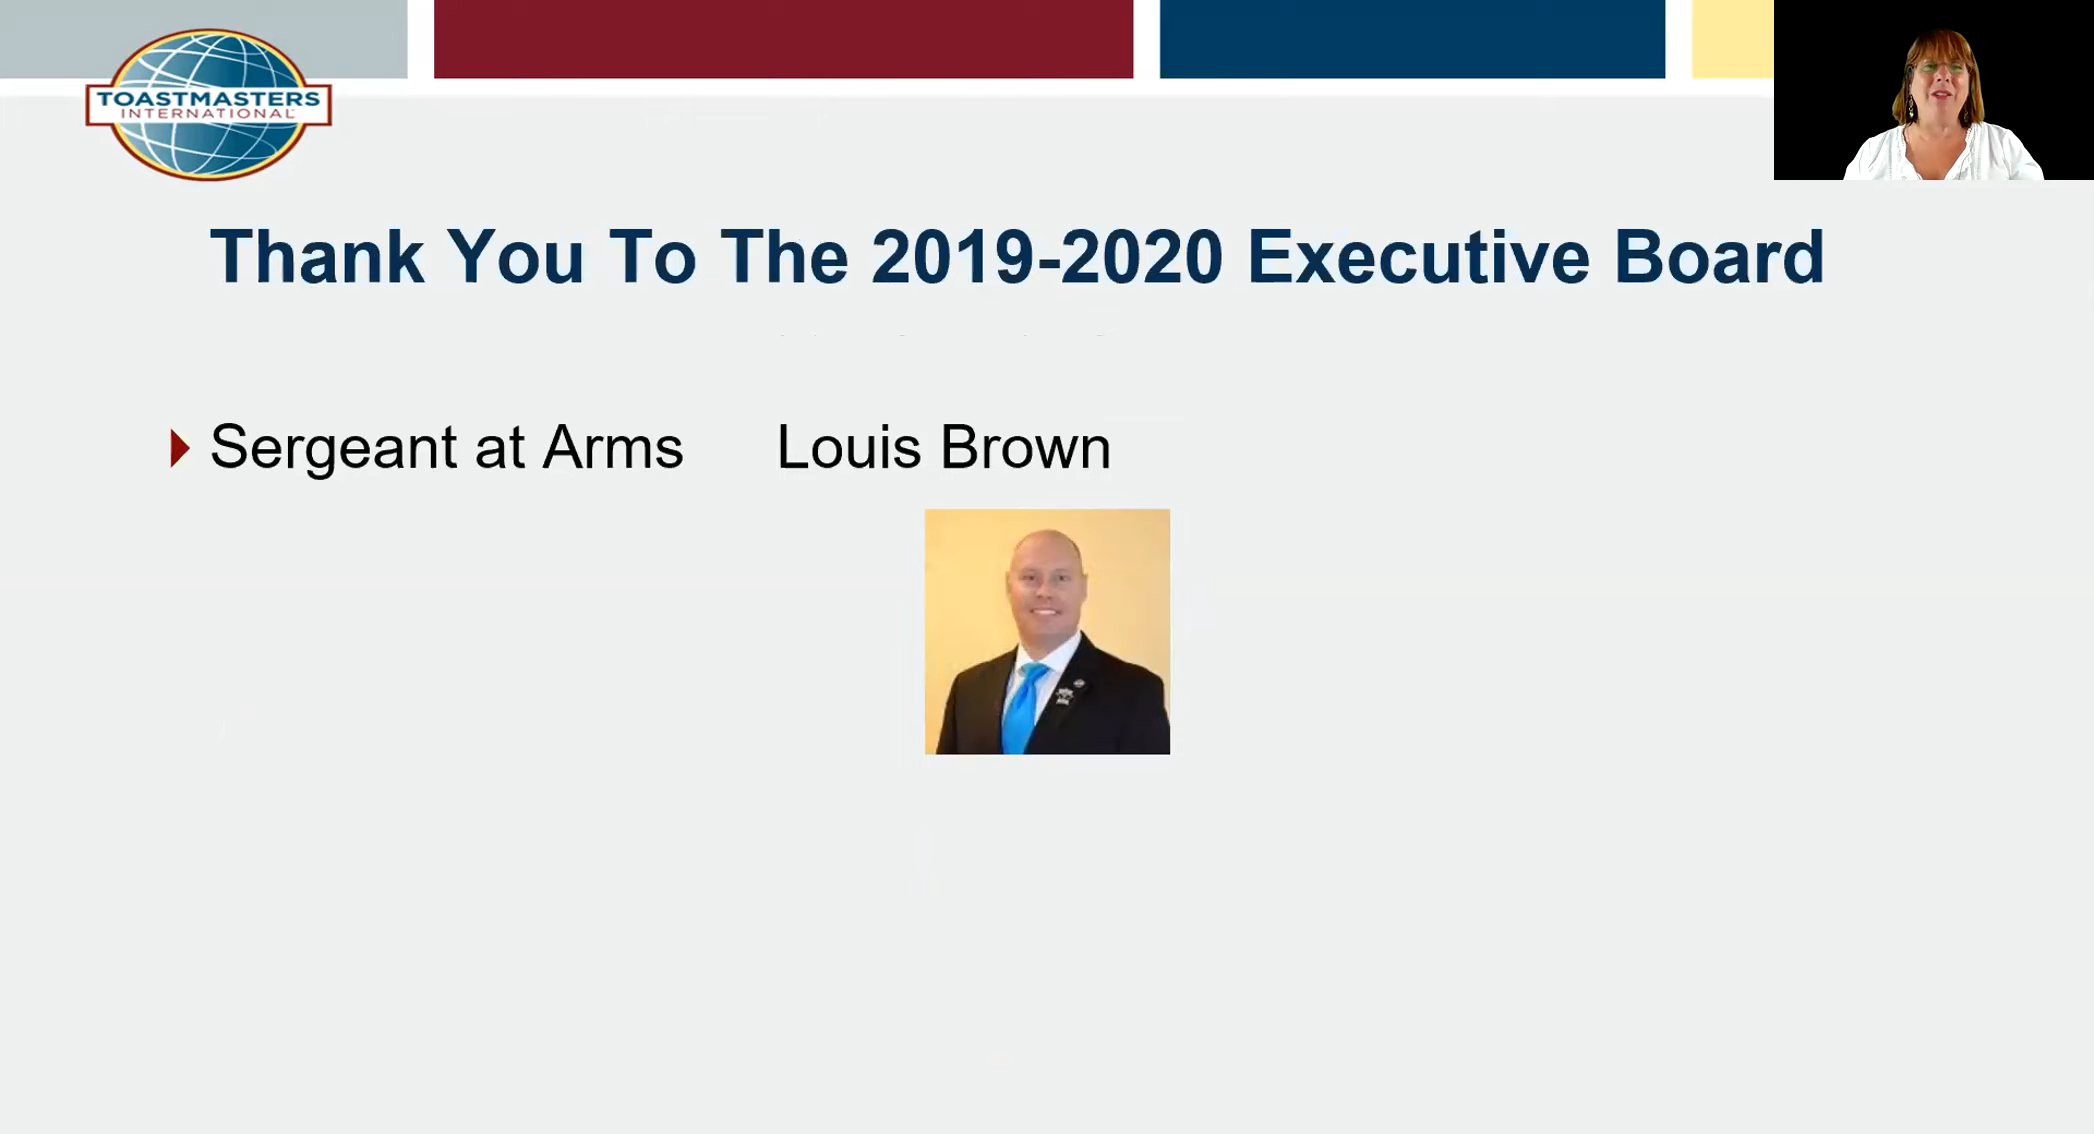 TOASTMASTERS
INTERNATIONAL
Thank You To The 2019-2020 Executive Board
Sergeant at Arms Louis Brown